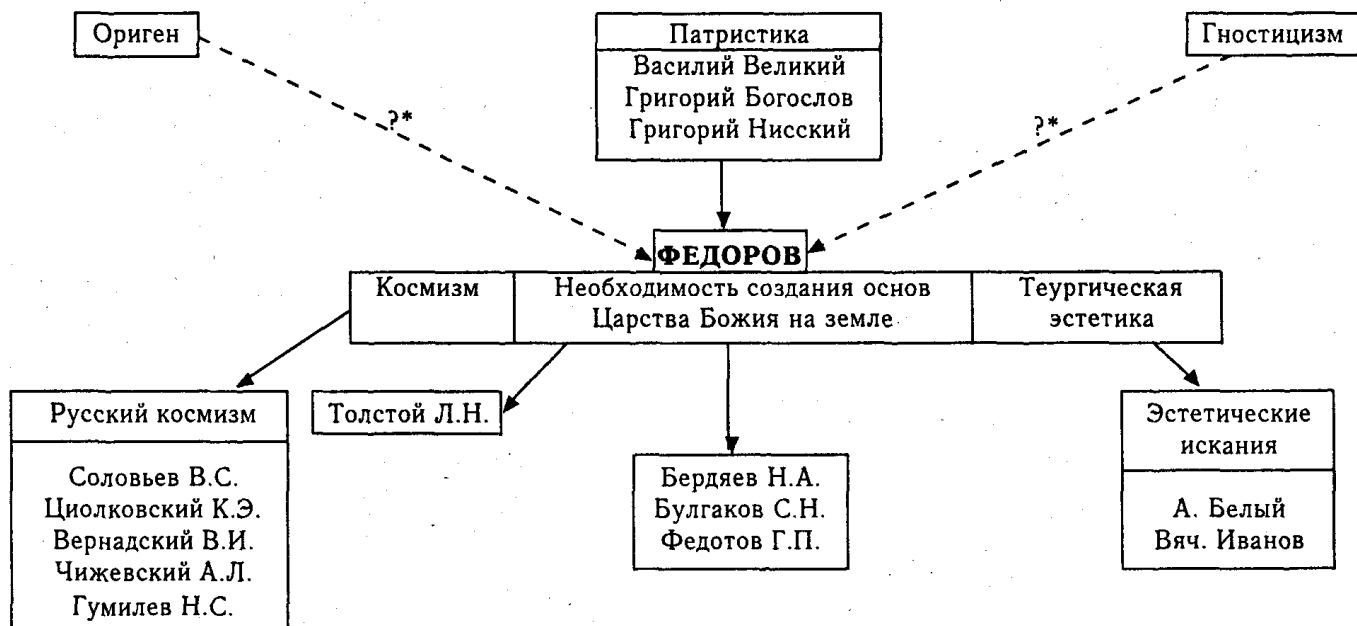 Ориген
Патристика
Гностицизм
Василий Великий
Григорий Богослов
Григорий Нисский
?*
?*
ФЕДОРОВ
Космизм
Необходимость создания основ
Царства Божия на земле
Теургическая
эстетика
Русский космизм
Соловьев В.С.
Циолковский К.Э.
Вернадский В.И.
Чижевский А.Л.
Гумилев Н.С.
Толстой Л.Н.
Бердяев Н.А.
Булгаков С.Н.
Федотов Г.П.
Эстетические
искания
А. Белый
Вяч. Иванов